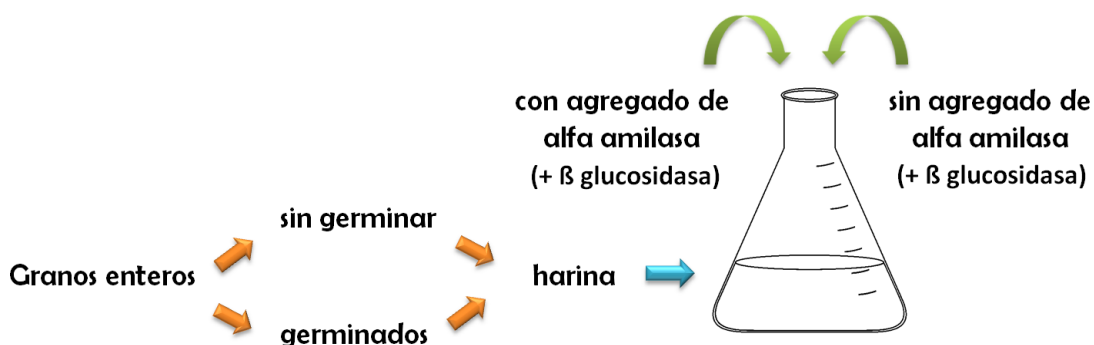 con agregado de
alfa amilasa
(+ ß glucosidasa)
sin agregado de
alfa amilasa
(+ ß glucosidasa)
sin germinar
Granos enteros
harina
germinados